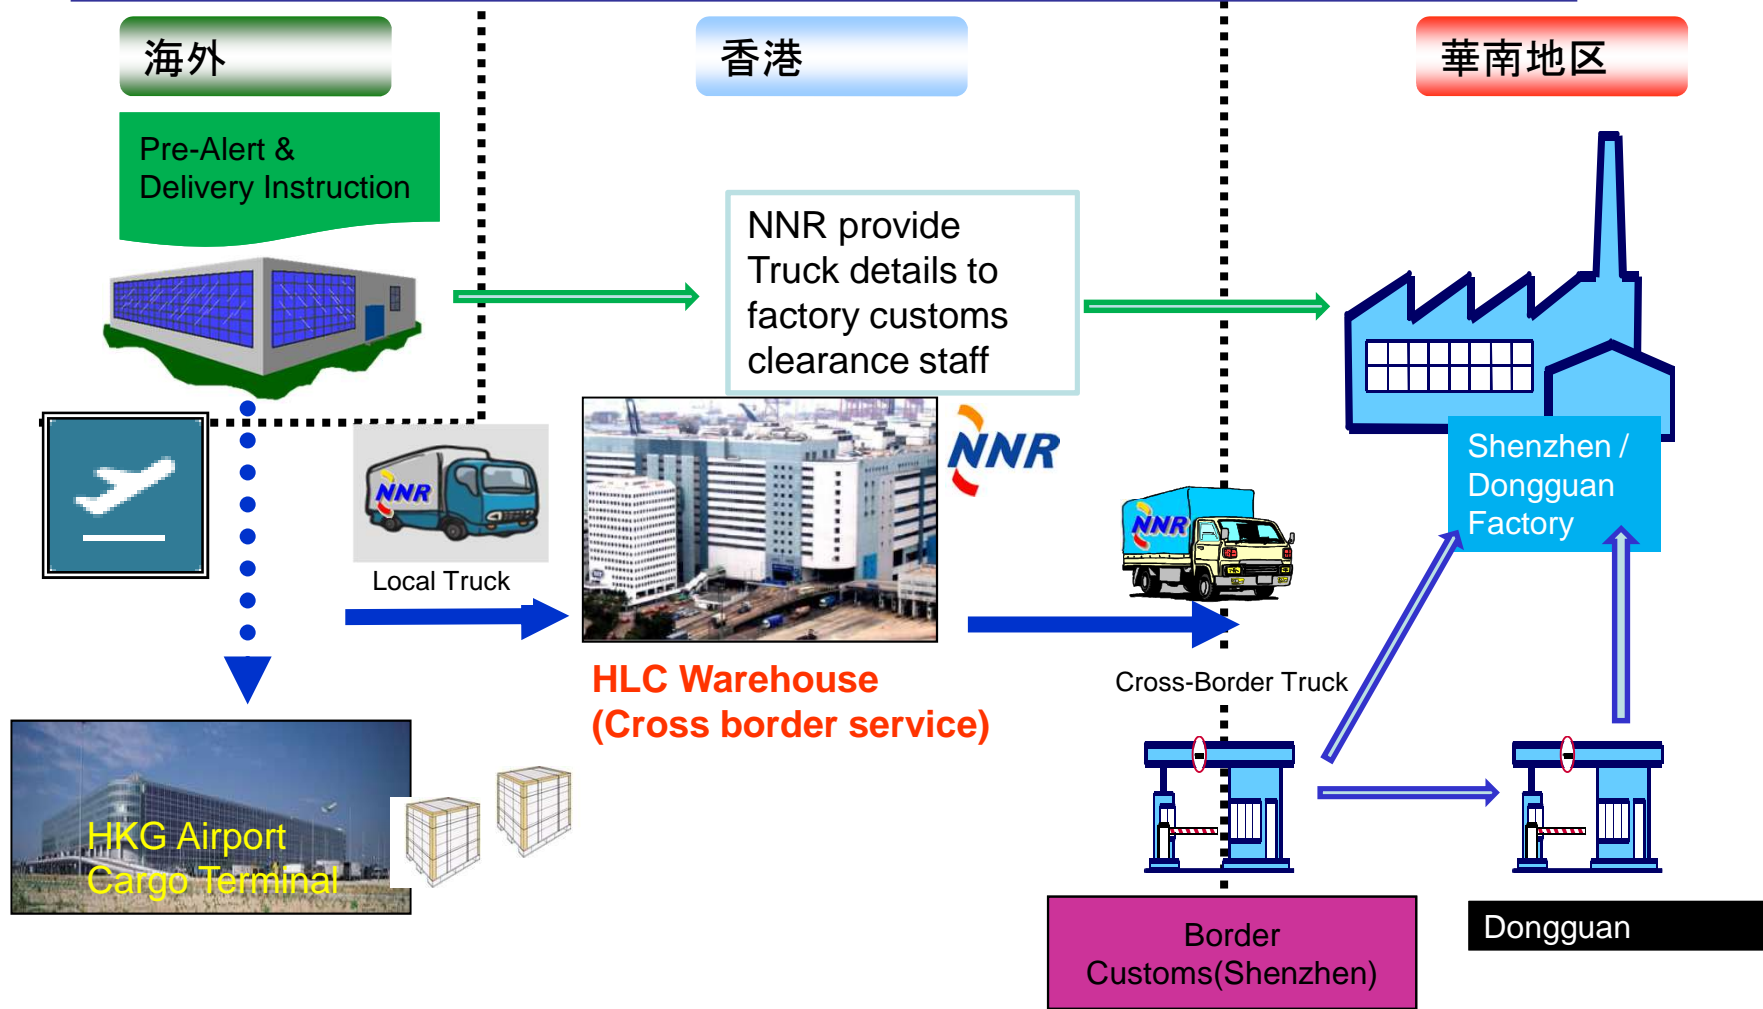 海外
香港
華南地区
Pre-Alert &
Delivery Instruction
NNR provide
Truck details to
factory customs
clearance staff
NNR
NNR
Local Truck
Shenzhen /
Dongguan
Factory
NNR
HLC Warehouse
(Cross border service)
Cross-Border Truck
HKG Airport
Cargo Terminal
Border
Customs(Shenzhen)
Dongguan